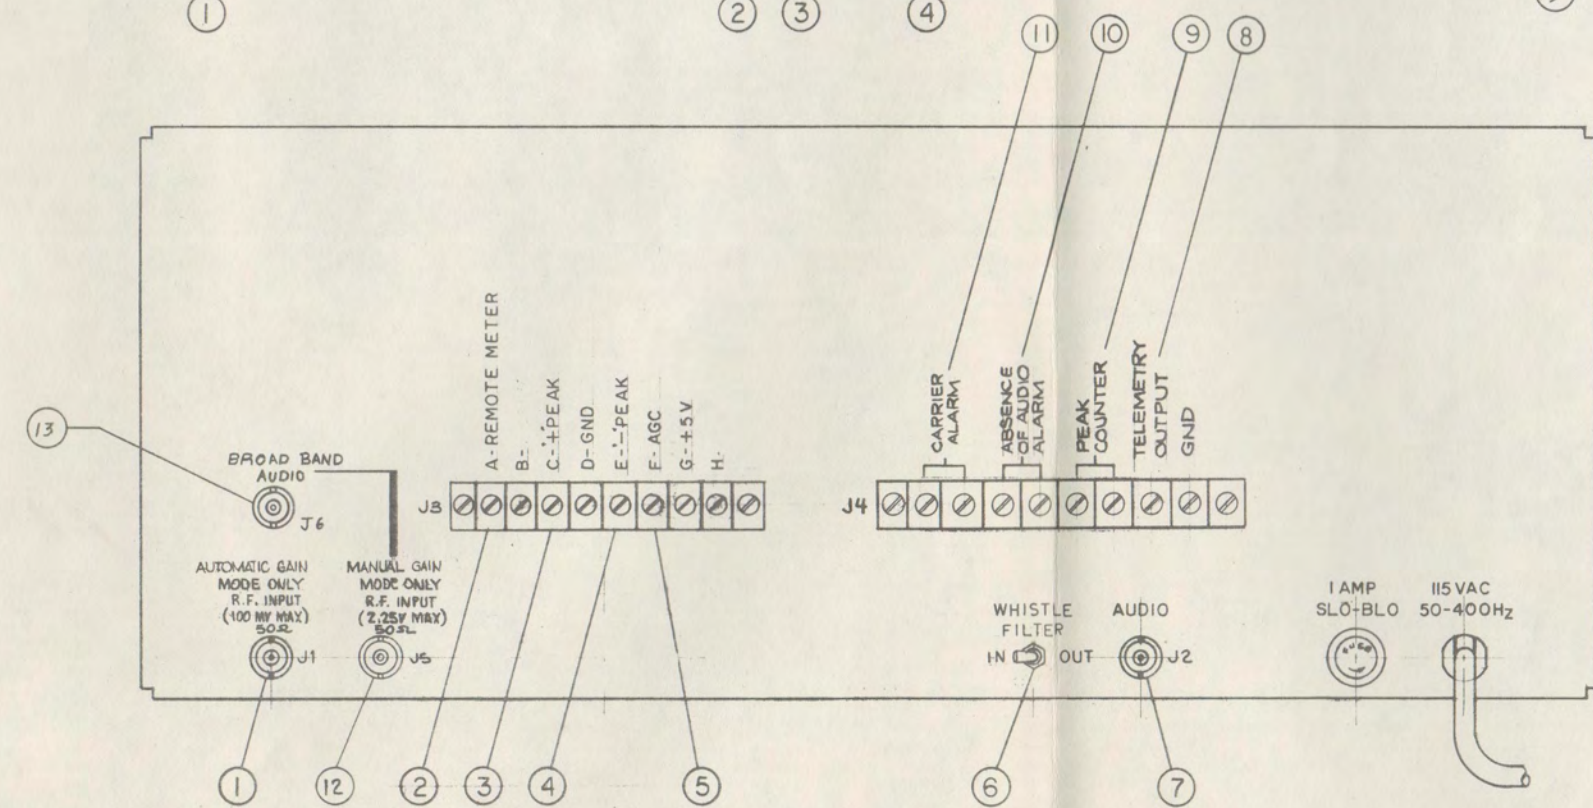 1
2
3
4
11
10
9
8
13
BROAD BAND
AUDIO
J6
AUTOMATIC GAIN
MODE ONLY
R.F. INPUT
(100 MV MAX)
50Ω
J1
MANUAL GAIN
MODE ONLY
R.F. INPUT
(2.25V MAX)
50Ω
J5
J3
A-REMOTE METER
B-
C-"+"PEAK
D-GND
E-"-"PEAK
F-AGC
G-+5V
H-
J4
CARRIER
ALARM
ABSENCE
OF AUDIO
ALARM
PEAK
COUNTER
TELEMETRY
OUTPUT
GND
WHISTLE
FILTER
IN
OUT
AUDIO
J2
1 AMP
SLO-BLO
FUSE
115VAC
50-400Hz
1
12
2
3
4
5
6
7